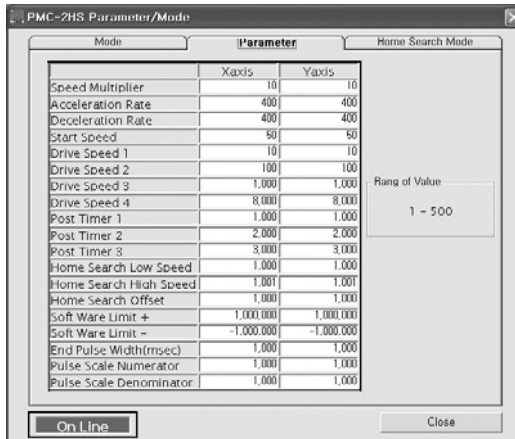 PMC-2HS Parameter/Mode
Mode Parameter Home Search Mode
Xaxis Yaxis
Speed Multiplier 10 10
Acceleration Rate 400 400
Deceleration Rate 400 400
Start Speed 50 50
Drive Speed 1 10 10
Drive Speed 2 100 100
Drive Speed 3 1,000 1,000
Drive Speed 4 8,000 8,000
Post Timer 1 1,000 1,000
Post Timer 2 2,000 2,000
Post Timer 3 3,000 3,000
Home Search Low Speed 1,000 1,000
Home Search High Speed 1,001 1,001
Home Search Offset 1,000 1,000
Soft Ware Limit + 1,000,000 1,000,000
Soft Ware Limit - -1,000,000 -1,000,000
End Pulse Width(msec) 1,000 1,000
Pulse Scale Numerator 1,000 1,000
Pulse Scale Denominator 1,000 1,000
Rang of Value
1 - 500
On Line
Close